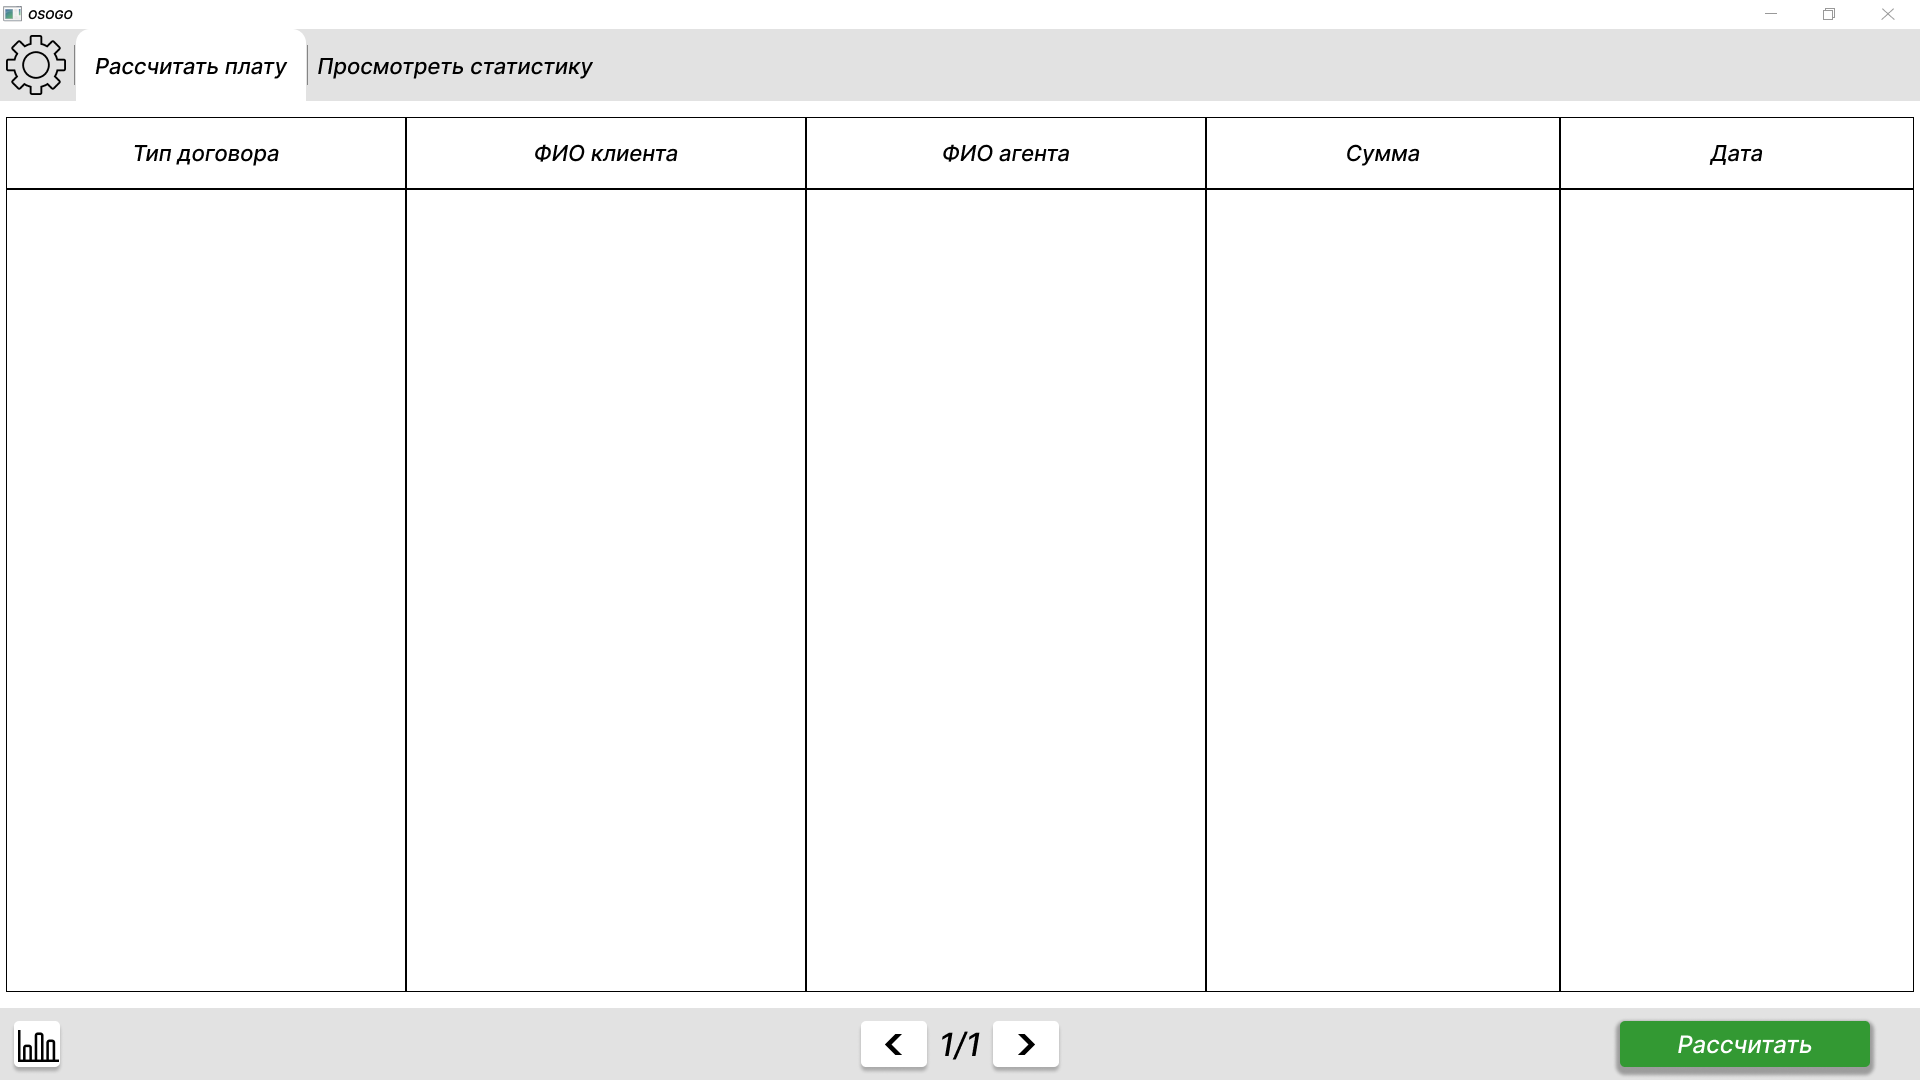 OSOGO
Рассчитать плату
Просмотреть статистику
Тип договора
ФИО клиента
ФИО агента
Сумма
Дата
1/1
Рассчитать